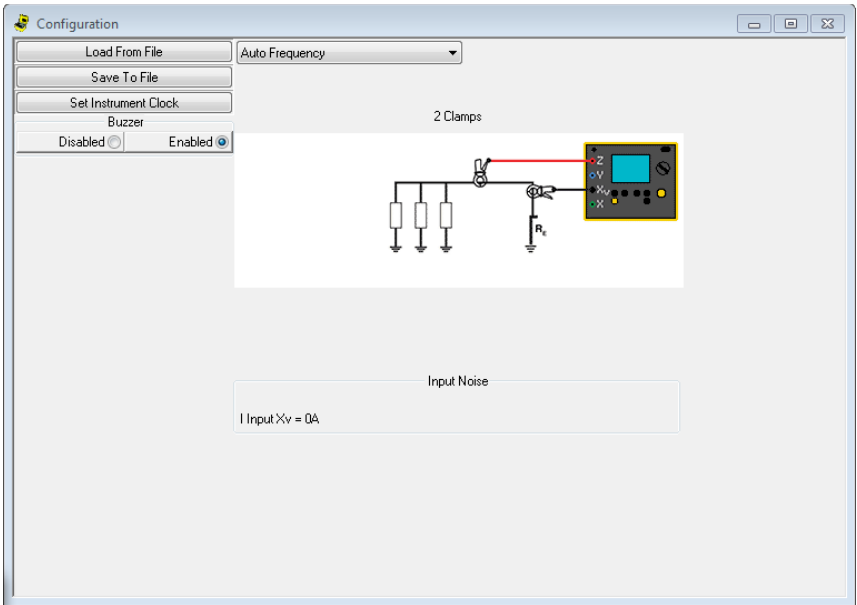 Configuration
Load From File
Auto Frequency
Save To File
Set Instrument Clock
Buzzer
Disabled
Enabled
2 Clamps
Z
Y
Xv
X
RE
Input Noise
I Input Xv = 0A